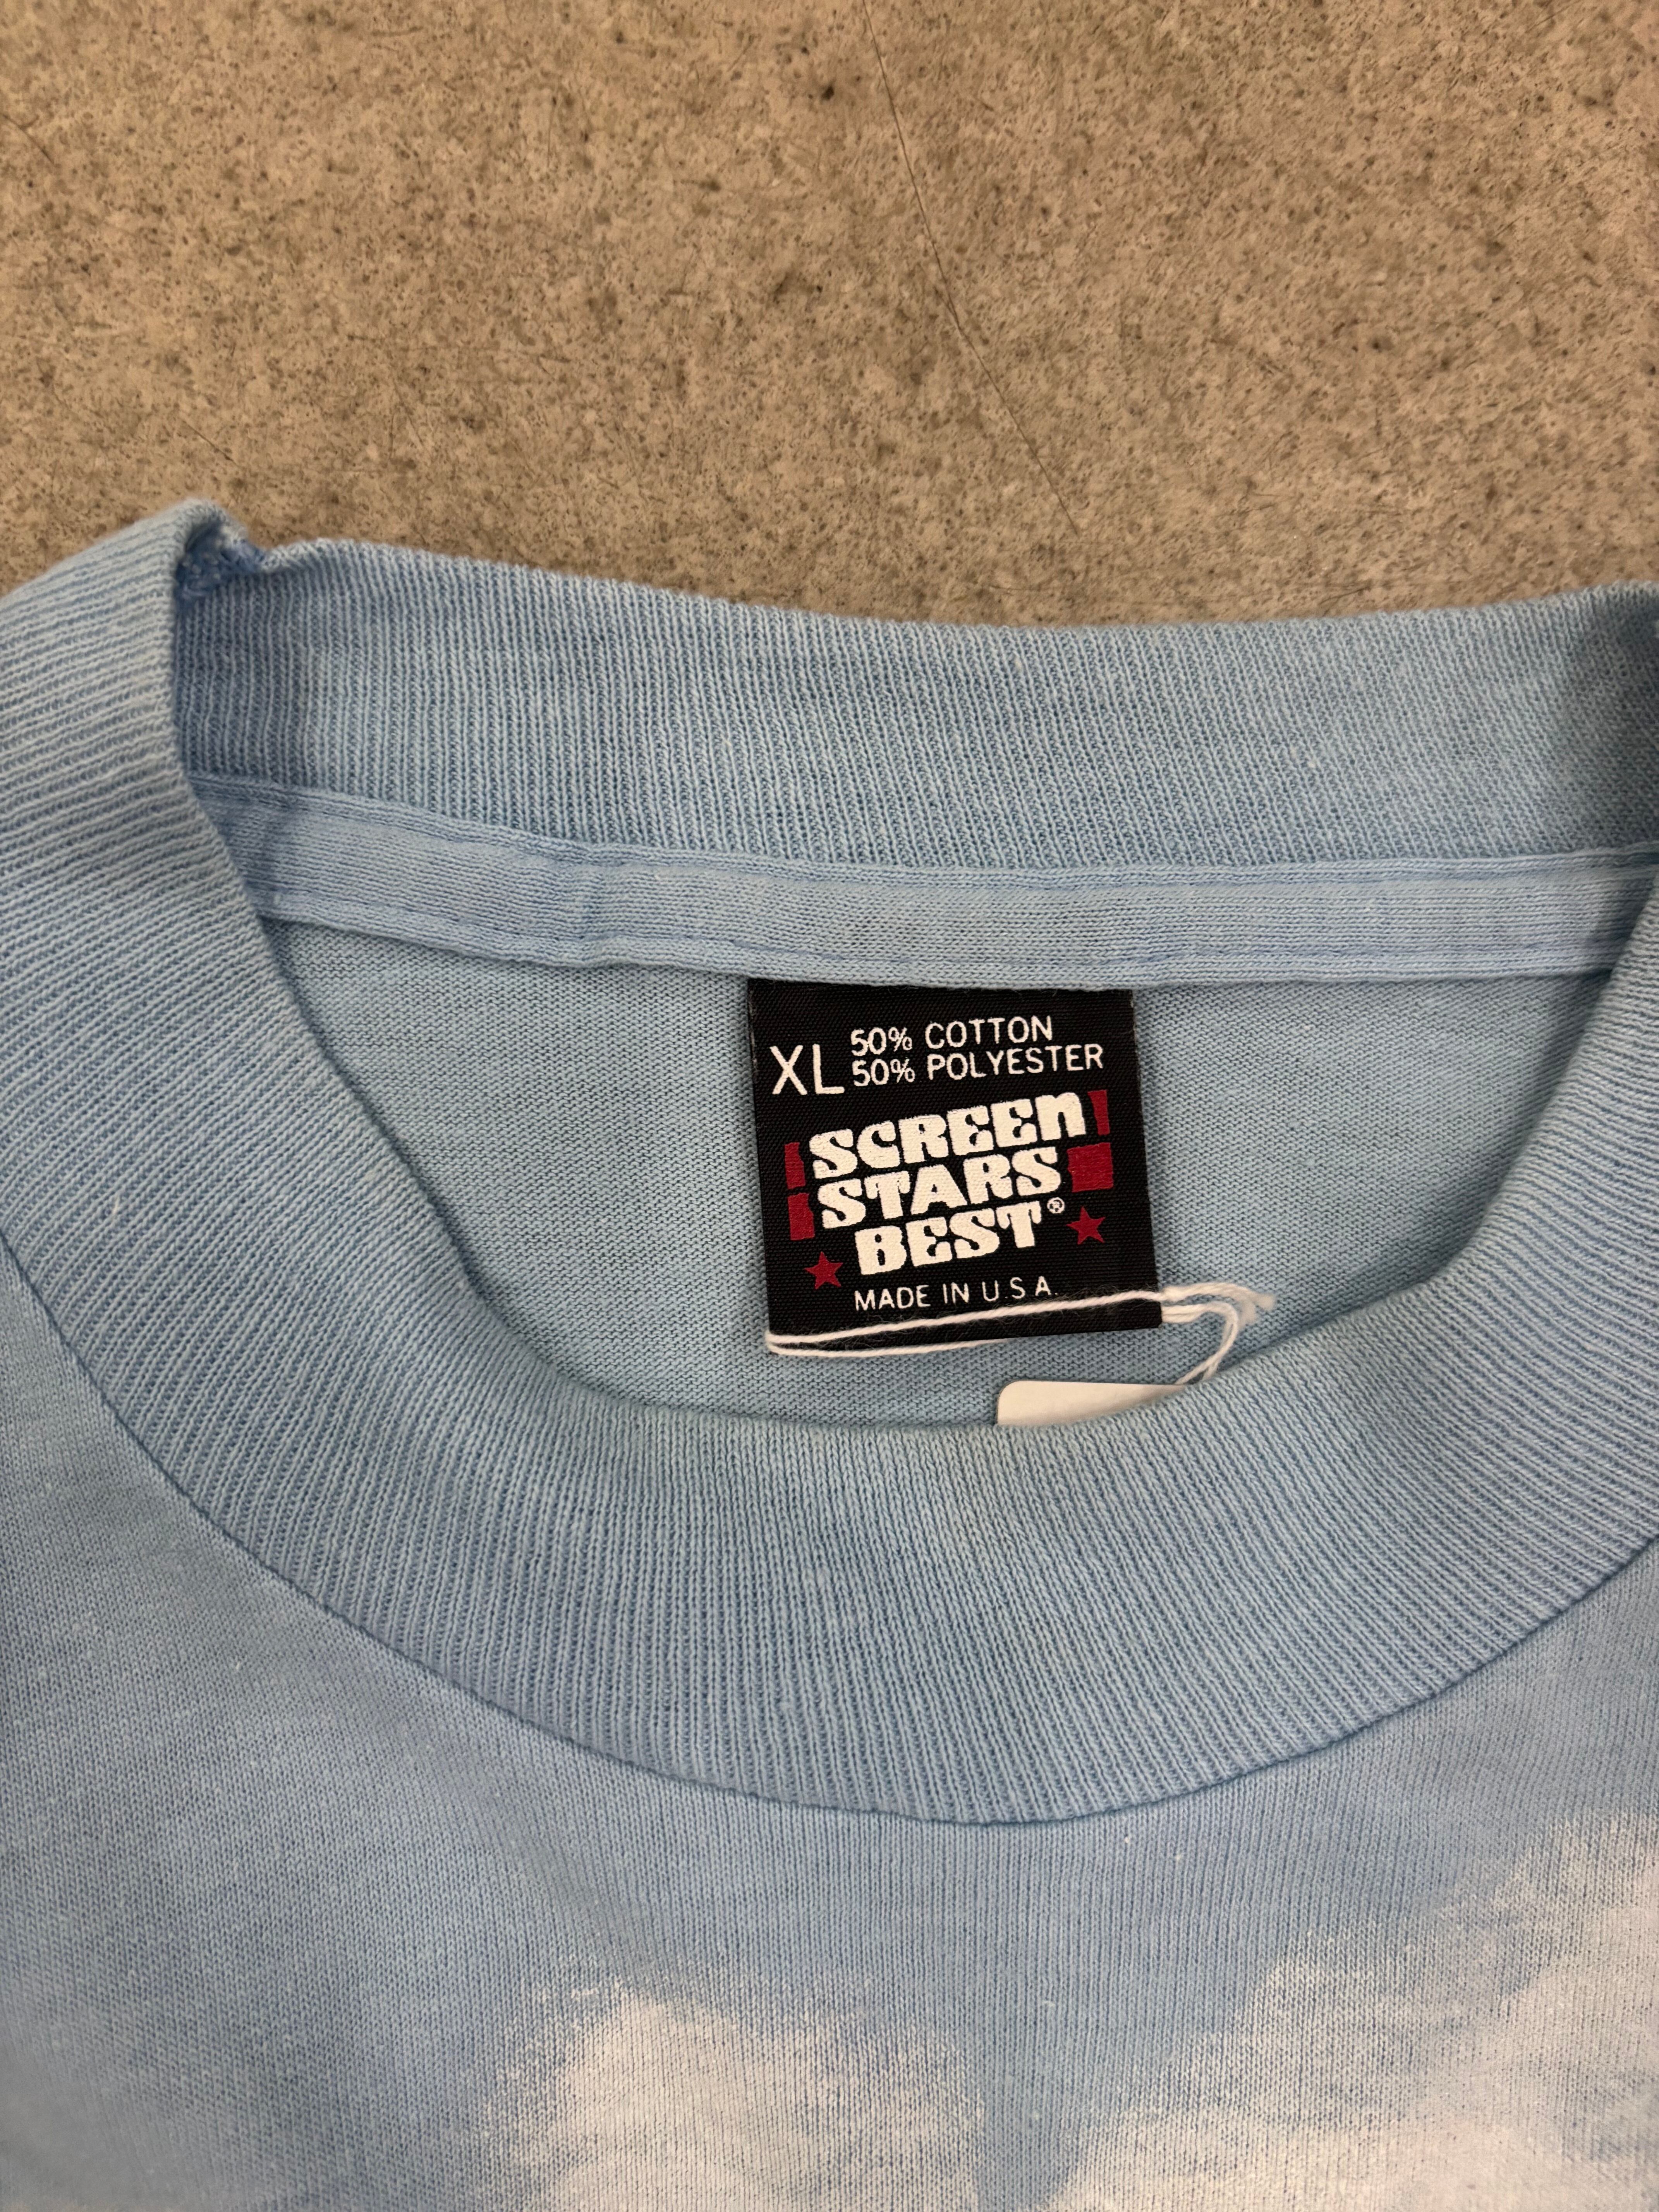 XL 50% COTTON
50% POLYESTER
SCREEN
STARS
BEST®
MADE IN U.S.A.